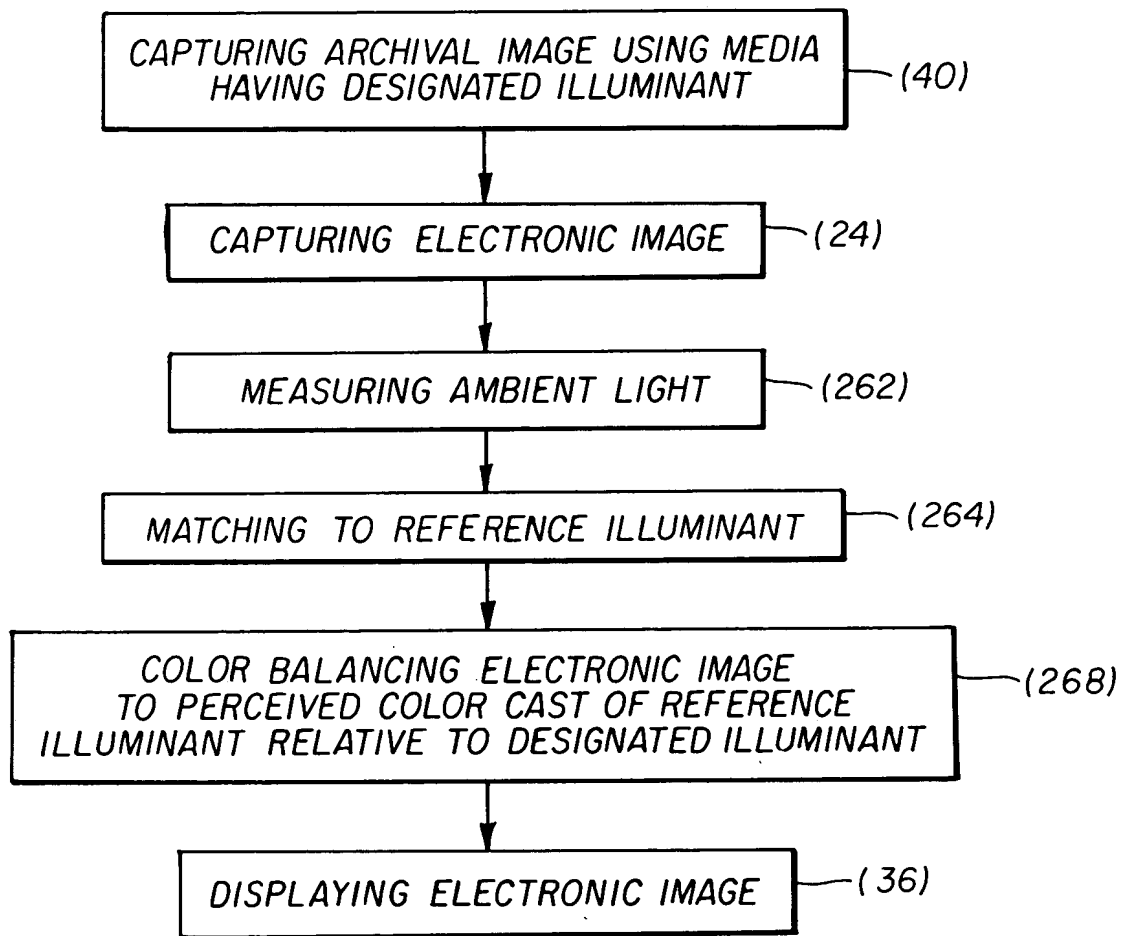 CAPTURING ARCHIVAL IMAGE USING MEDIA
HAVING DESIGNATED ILLUMINANT
(40)
CAPTURING ELECTRONIC IMAGE
(24)
MEASURING AMBIENT LIGHT
(262)
MATCHING TO REFERENCE ILLUMINANT
(264)
COLOR BALANCING ELECTRONIC IMAGE
TO PERCEIVED COLOR CAST OF REFERENCE
ILLUMINANT RELATIVE TO DESIGNATED ILLUMINANT
(268)
DISPLAYING ELECTRONIC IMAGE
(36)